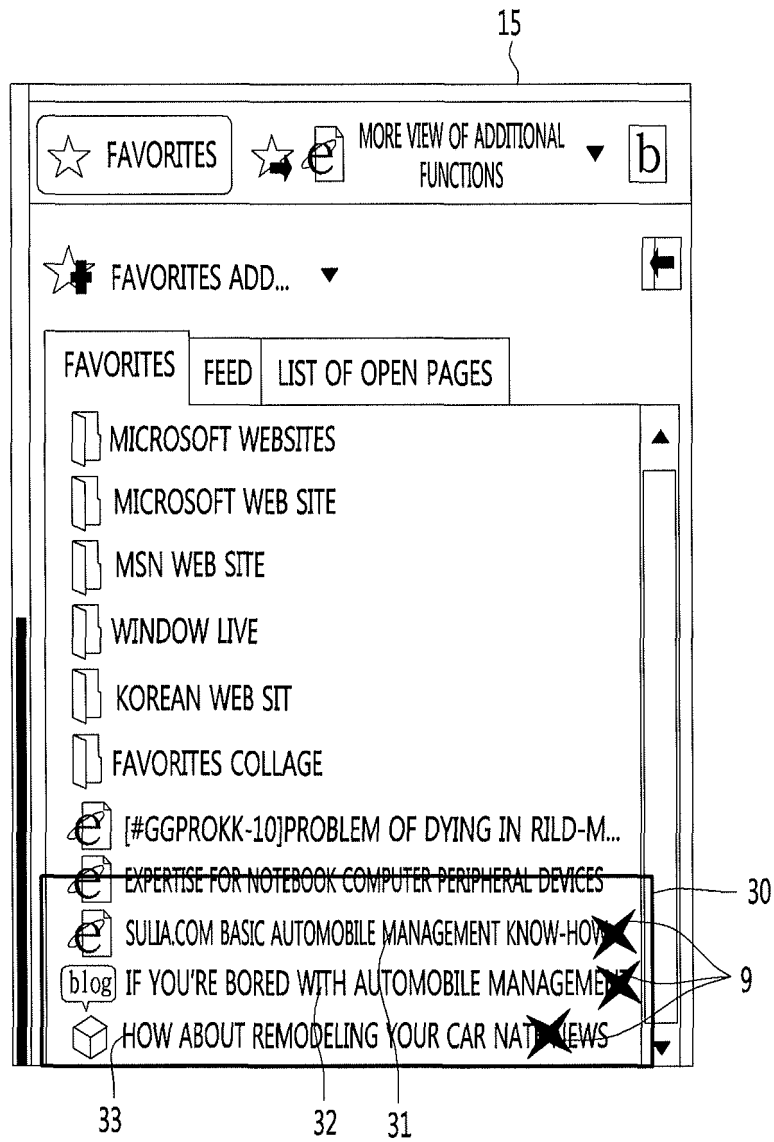 15
FAVORITES
e
MORE VIEW OF ADDITIONAL
FUNCTIONS
b
FAVORITES ADD...
FAVORITES
FEED
LIST OF OPEN PAGES
MICROSOFT WEBSITES
MICROSOFT WEB SITE
MSN WEB SITE
WINDOW LIVE
KOREAN WEB SIT
FAVORITES COLLAGE
e [#GGPROKK-10]PROBLEM OF DYING IN RILD-M...
e EXPERTISE FOR NOTEBOOK COMPUTER PERIPHERAL DEVICES
30
e SULIA.COM BASIC AUTOMOBILE MANAGEMENT KNOW-HOW
blog IF YOU'RE BORED WITH AUTOMOBILE MANAGEMENT
9
HOW ABOUT REMODELING YOUR CAR NATE NEWS
33
32
31